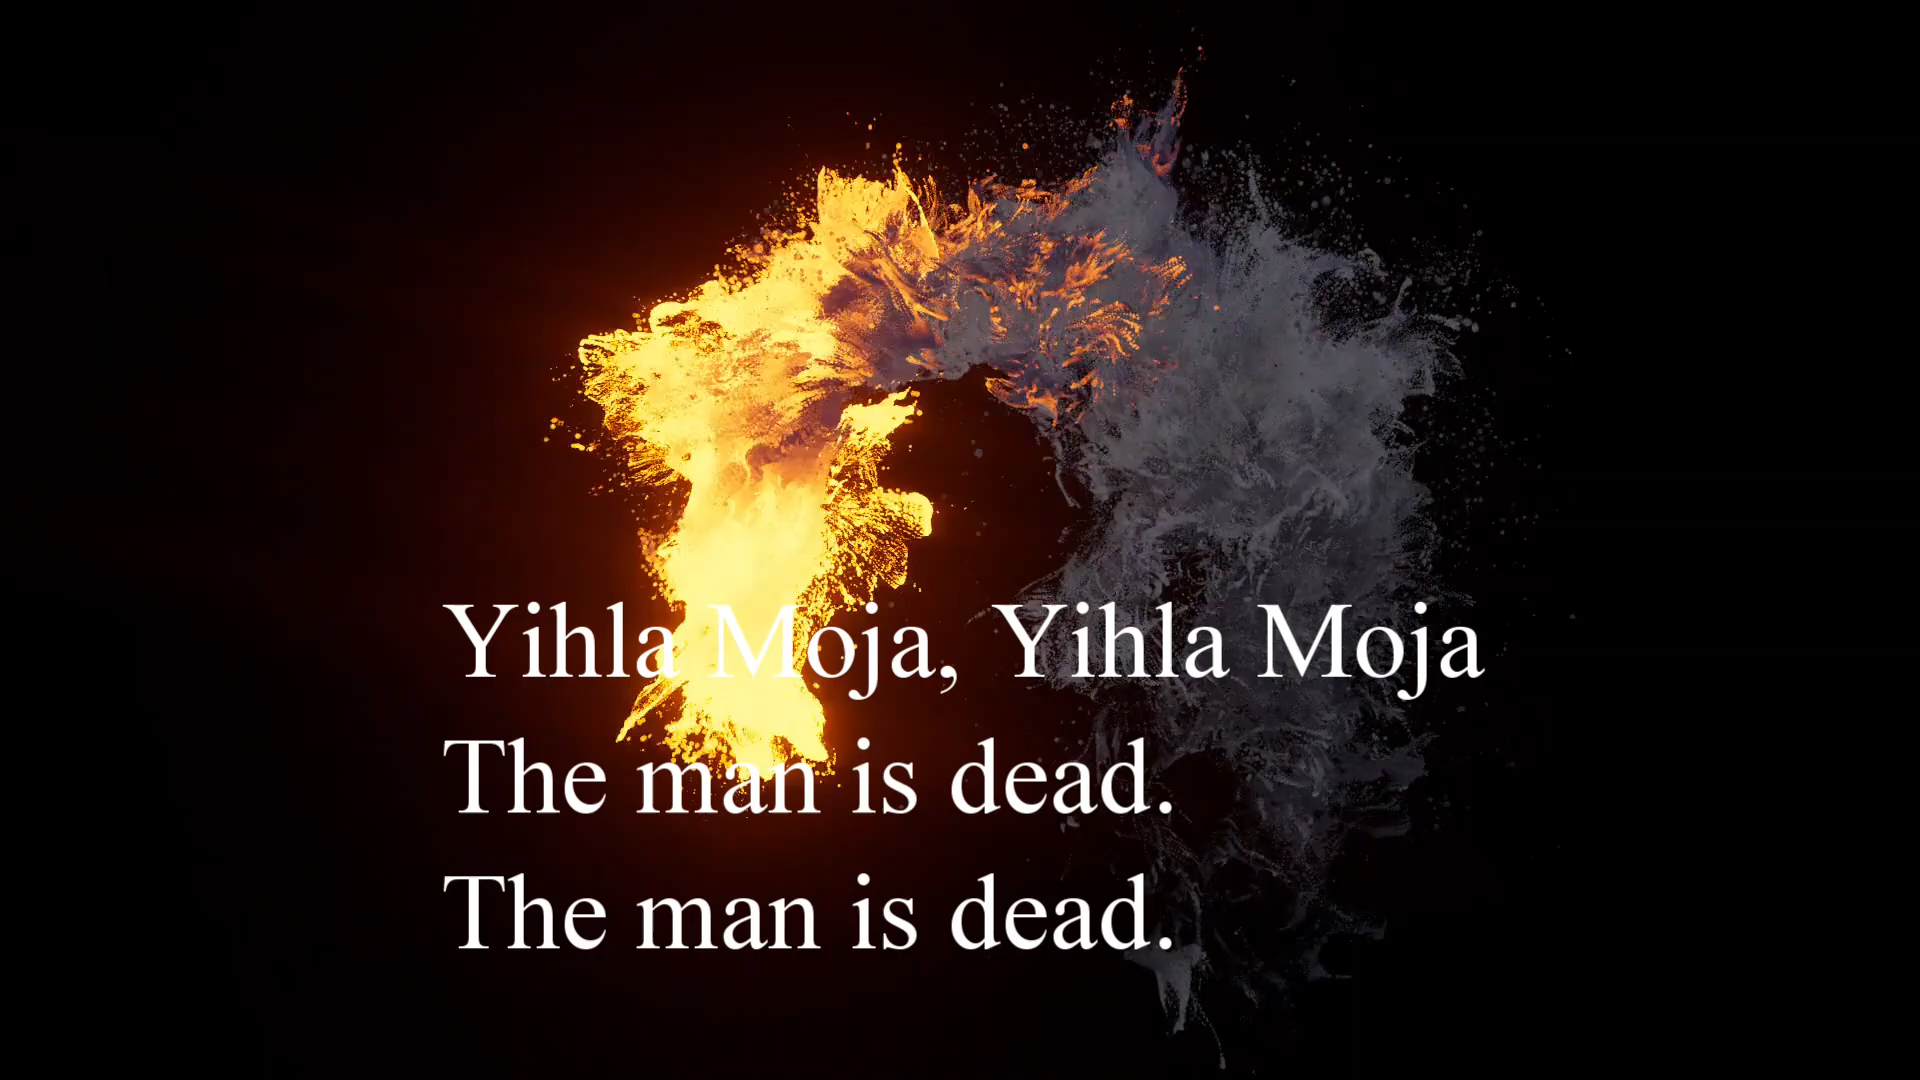 Yihla Moja, Yihla Moja
The man is dead.
The man is dead.